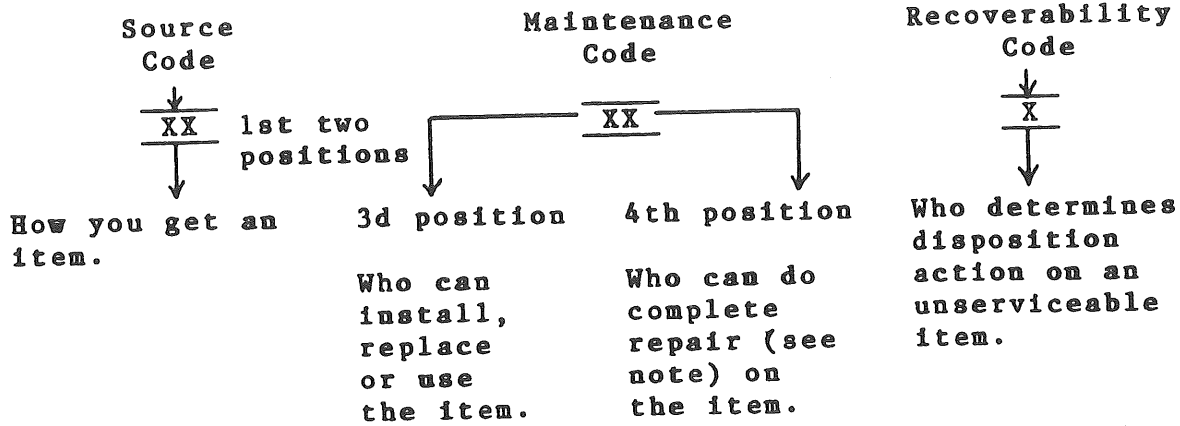 Source
Code
XX
1st two
positions
How you get an
item.
Maintenance
Code
XX
3d position
Who can
install,
replace
or use
the item.
4th position
Who can do
complete
repair (see
note) on
the item.
Recoverability
Code
X
Who determines
disposition
action on an
unserviceable
item.